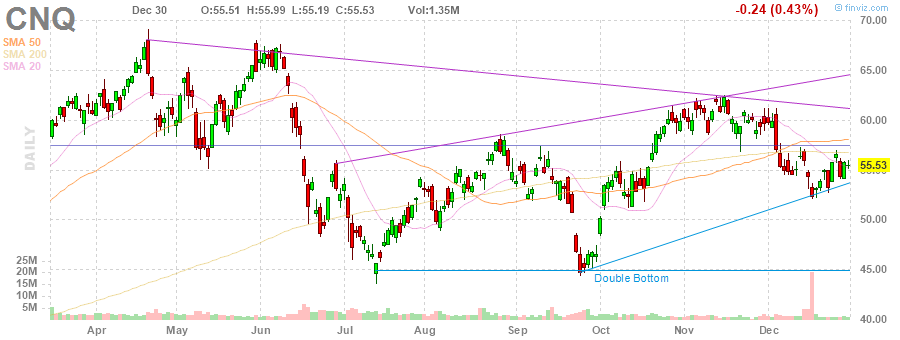 CNQ
Dec 30 O:55.51 H:55.99 L:55.19 C:55.53 Vol:1.35M -0.24 (0.43%)
@ finviz.com
SMA 50
SMA 200
SMA 20
DAILY
70.00
65.00
60.00
55.53
50.00
45.00
40.00
25M
20M
15M
10M
5M
Double Bottom
Apr May Jun Jul Aug Sep Oct Nov Dec